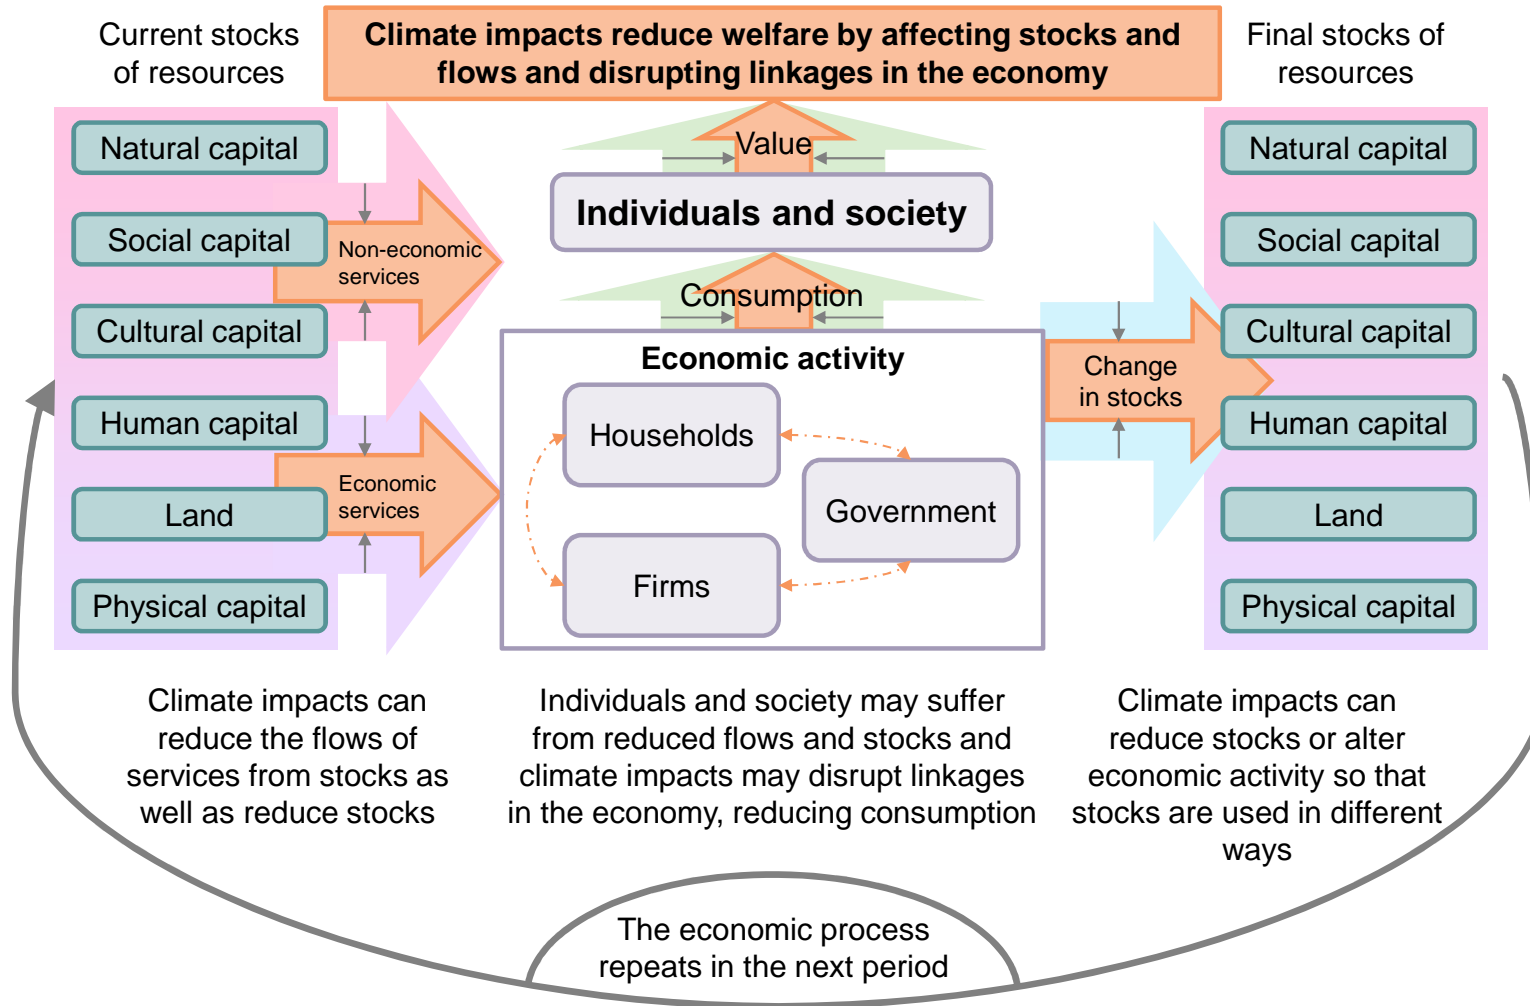 Current stocks
of resources
Climate impacts reduce welfare by affecting stocks and
flows and disrupting linkages in the economy
Final stocks of
resources
Natural capital
Social capital
Cultural capital
Human capital
Land
Physical capital
Non-economic
services
Economic
services
Value
Individuals and society
Consumption
Economic activity
Households
Government
Firms
Change
in stocks
Natural capital
Social capital
Cultural capital
Human capital
Land
Physical capital
Climate impacts can
reduce the flows of
services from stocks as
well as reduce stocks
Individuals and society may suffer
from reduced flows and stocks and
climate impacts may disrupt linkages
in the economy, reducing consumption
Climate impacts can
reduce stocks or alter
economic activity so that
stocks are used in different
ways
The economic process
repeats in the next period